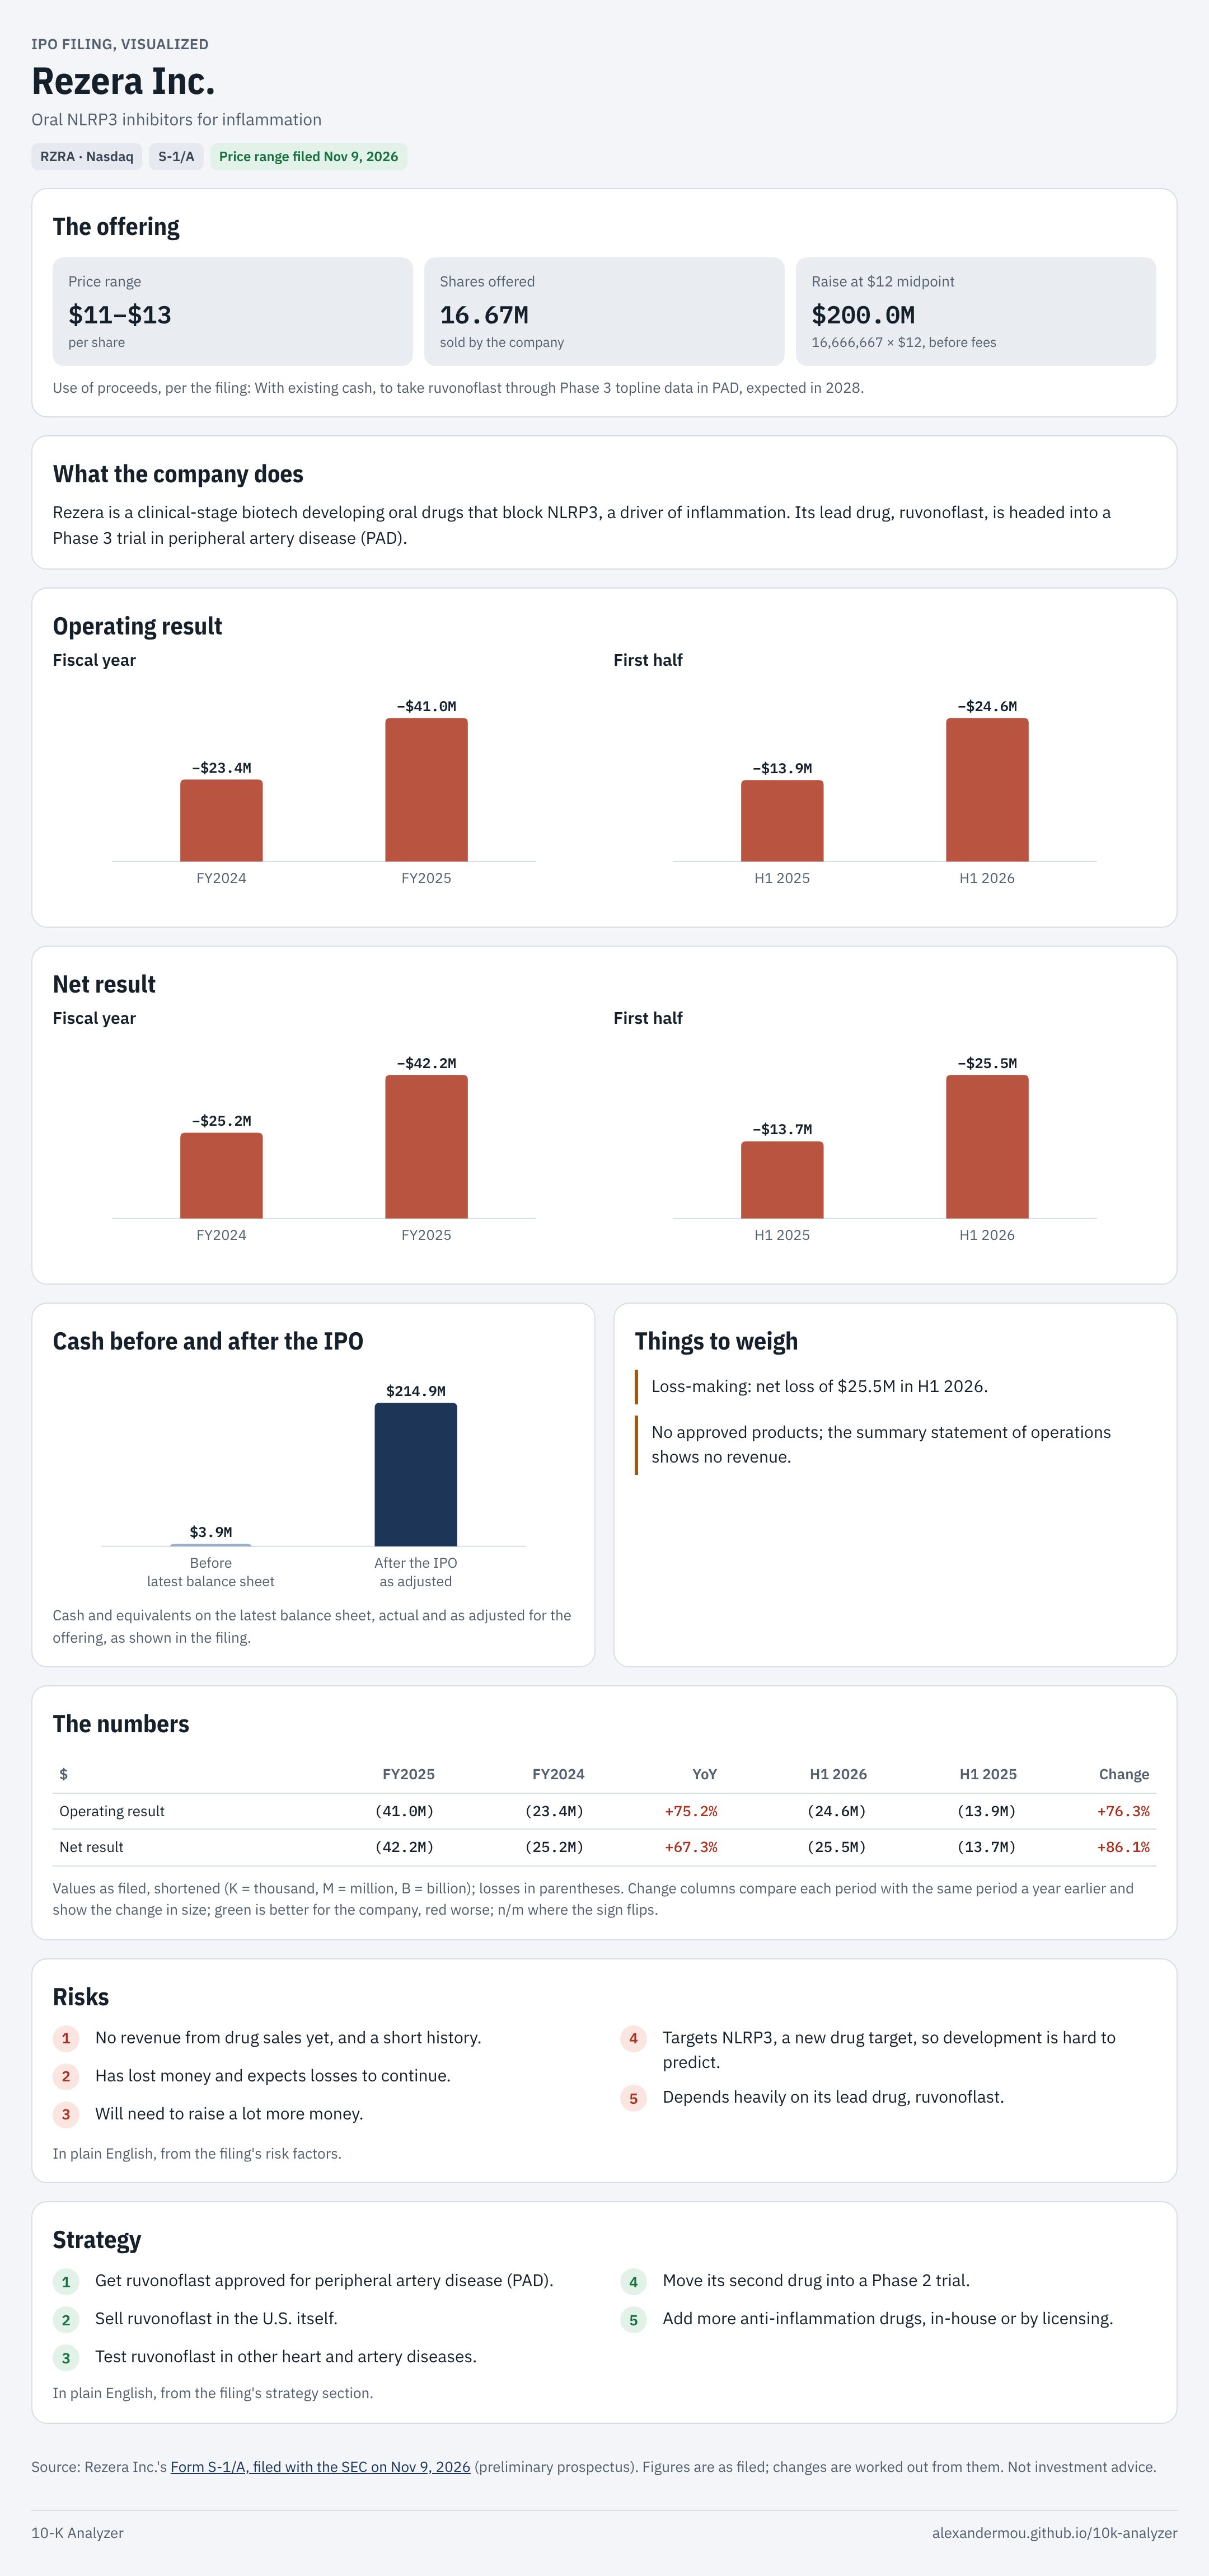 IPO FILING, VISUALIZED
Rezera Inc.
Oral NLRP3 inhibitors for inflammation
RZRA · Nasdaq
S-1/A
Price range filed Nov 9, 2026
The offering
Price range
$11–$13
per share
Shares offered
16.67M
sold by the company
Raise at $12 midpoint
$200.0M
16,666,667 × $12, before fees
Use of proceeds, per the filing: With existing cash, to take ruvonoflast through Phase 3 topline data in PAD, expected in 2028.
What the company does
Rezera is a clinical-stage biotech developing oral drugs that block NLRP3, a driver of inflammation. Its lead drug, ruvonoflast, is headed into a
Phase 3 trial in peripheral artery disease (PAD).
Operating result
Fiscal year
–$23.4M
–$41.0M
FY2024
FY2025
First half
–$13.9M
–$24.6M
H1 2025
H1 2026
Net result
Fiscal year
–$25.2M
–$42.2M
FY2024
FY2025
First half
–$13.7M
–$25.5M
H1 2025
H1 2026
Cash before and after the IPO
$3.9M
$214.9M
Before
latest balance sheet
After the IPO
as adjusted
Cash and equivalents on the latest balance sheet, actual and as adjusted for the
offering, as shown in the filing.
Things to weigh
Loss-making: net loss of $25.5M in H1 2026.
No approved products; the summary statement of operations
shows no revenue.
The numbers
$ FY2025 FY2024 YoY H1 2026 H1 2025 Change
Operating result (41.0M) (23.4M) +75.2% (24.6M) (13.9M) +76.3%
Net result (42.2M) (25.2M) +67.3% (25.5M) (13.7M) +86.1%
Values as filed, shortened (K = thousand, M = million, B = billion); losses in parentheses. Change columns compare each period with the same period a year earlier and
show the change in size; green is better for the company, red worse; n/m where the sign flips.
Risks
1 No revenue from drug sales yet, and a short history.
2 Has lost money and expects losses to continue.
3 Will need to raise a lot more money.
4 Targets NLRP3, a new drug target, so development is hard to
predict.
5 Depends heavily on its lead drug, ruvonoflast.
In plain English, from the filing's risk factors.
Strategy
1 Get ruvonoflast approved for peripheral artery disease (PAD).
2 Sell ruvonoflast in the U.S. itself.
3 Test ruvonoflast in other heart and artery diseases.
4 Move its second drug into a Phase 2 trial.
5 Add more anti-inflammation drugs, in-house or by licensing.
In plain English, from the filing's strategy section.
Source: Rezera Inc.'s Form S-1/A, filed with the SEC on Nov 9, 2026 (preliminary prospectus). Figures are as filed; changes are worked out from them. Not investment advice.
10-K Analyzer
alexandermou.github.io/10k-analyzer